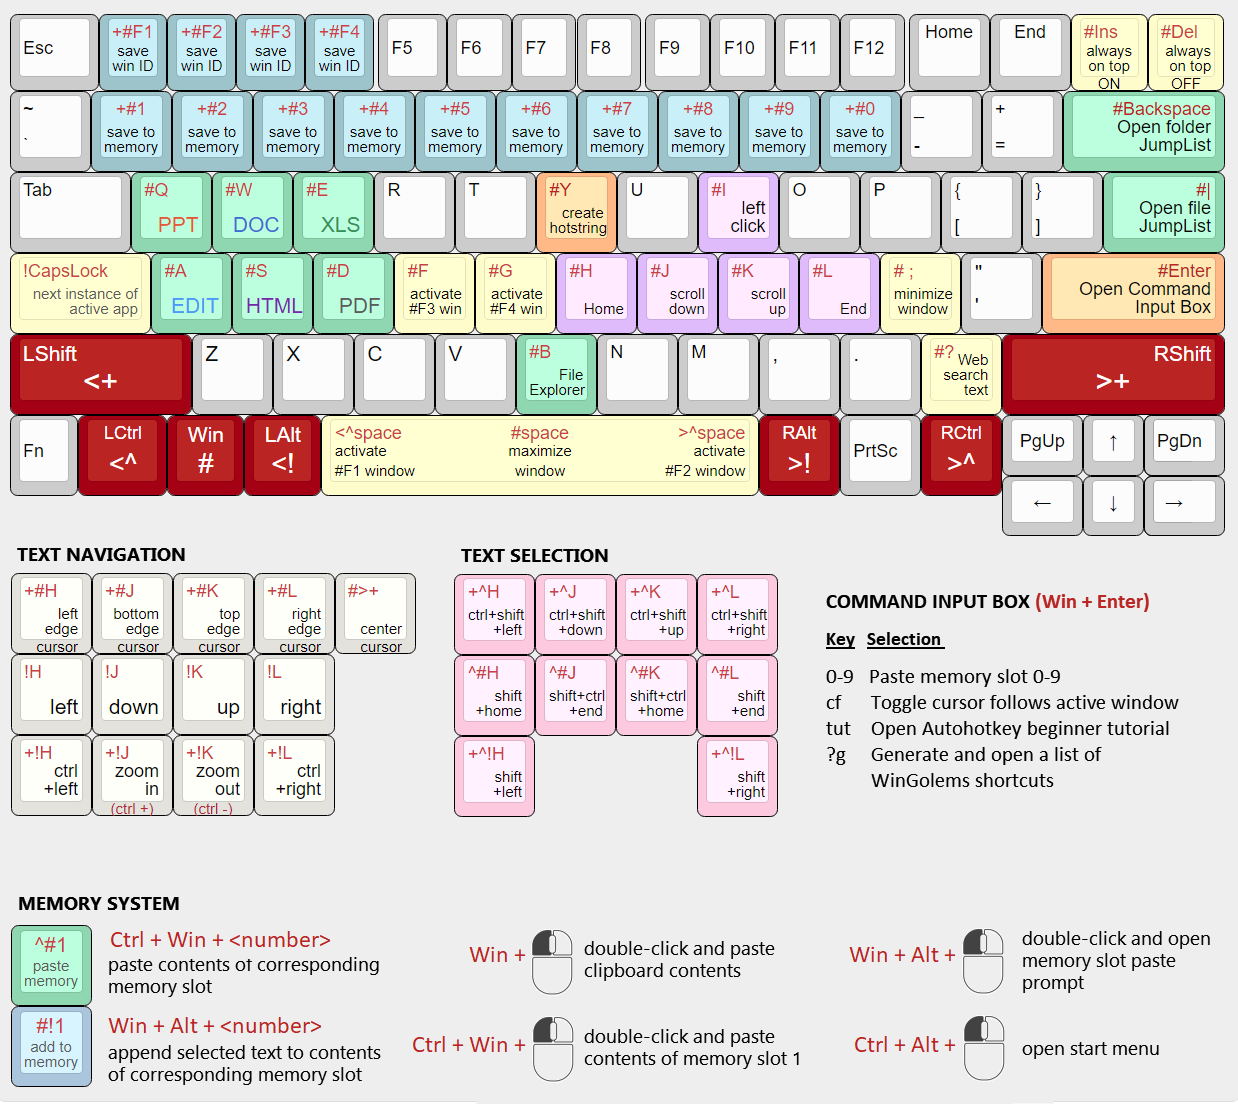 Esc
+#F1
save
win ID
+#F2
save
win ID
+#F3
save
win ID
+#F4
save
win ID
F5
F6
F7
F8
F9
F10
F11
F12
Home
End
#Ins
always
on top
ON
#Del
always
on top
OFF
~
`
+#1
save to
memory
+#2
save to
memory
+#3
save to
memory
+#4
save to
memory
+#5
save to
memory
+#6
save to
memory
+#7
save to
memory
+#8
save to
memory
+#9
save to
memory
+#0
save to
memory
_
-
+
=
#Backspace
Open folder
JumpList
Tab
#Q
PPT
#W
DOC
#E
XLS
R
T
#Y
create
hotstring
U
#I
left
click
O
P
{
[
}
]
#|
Open file
JumpList
!CapsLock
next instance of
active app
#A
EDIT
#S
HTML
#D
PDF
#F
activate
#F3 win
#G
activate
#F4 win
#H
Home
#J
scroll
down
#K
scroll
up
#L
End
# ;
minimize
window
"
'
#Enter
Open Command
Input Box
LShift
<+
Z
X
C
V
#B
File
Explorer
N
M
,
.
#?
Web
search
text
RShift
>+
Fn
LCtrl
<^
Win
#
LAlt
<!
<^space
activate
#F1 window
#space
maximize
window
>^space
activate
#F2 window
RAlt
>!
PrtSc
RCtrl
>^
PgUp
↑
PgDn
←
↓
→
TEXT NAVIGATION
+#H
left
edge
cursor
+#J
bottom
edge
cursor
+#K
top
edge
cursor
+#L
right
edge
cursor
#>+
center
cursor
!H
left
!J
down
!K
up
!L
right
+!H
ctrl
+left
+!J
zoom
in
(ctrl +)
+!K
zoom
out
(ctrl -)
+!L
ctrl
+right
TEXT SELECTION
+^H
ctrl+shift
+left
+^J
ctrl+shift
+down
+^K
ctrl+shift
+up
+^L
ctrl+shift
+right
^#H
shift
+home
^#J
shift+ctrl
+end
^#K
shift+ctrl
+home
^#L
shift
+end
+^!H
shift
+left
+^!L
shift
+right
COMMAND INPUT BOX (Win + Enter)
Key Selection
0-9 Paste memory slot 0-9
cf Toggle cursor follows active window
tut Open Autohotkey beginner tutorial
?g Generate and open a list of
WinGolems shortcuts
MEMORY SYSTEM
^#1
paste
memory
Ctrl + Win + <number>
paste contents of corresponding
memory slot
#!1
add to
memory
Win + Alt + <number>
append selected text to contents
of corresponding memory slot
Win +
double-click and paste
clipboard contents
Ctrl + Win +
double-click and paste
contents of memory slot 1
Win + Alt +
double-click and open
memory slot paste
prompt
Ctrl + Alt +
open start menu